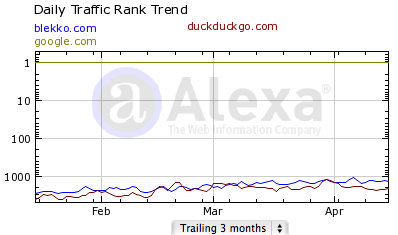 Daily Traffic Rank Trend
blekko.com duckduckgo.com
google.com
1
10
100
1000
Alexa®
The Web Information Company
Feb Mar Apr
Trailing 3 months